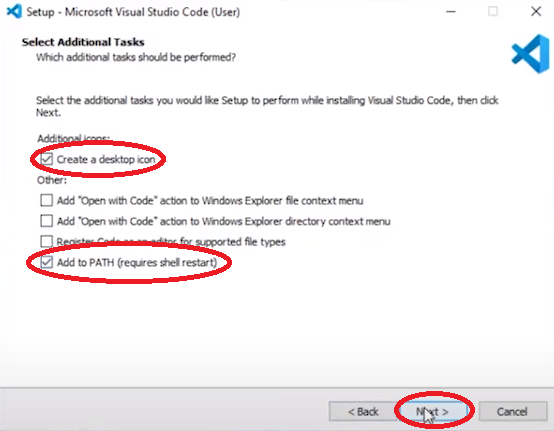 Setup - Microsoft Visual Studio Code (User)
Select Additional Tasks
Which additional tasks should be performed?
Select the additional tasks you would like Setup to perform while installing Visual Studio Code, then click
Next.
Additional icons:
Create a desktop icon
Other:
Add "Open with Code" action to Windows Explorer file context menu
Add "Open with Code" action to Windows Explorer directory context menu
Register Code as an editor for supported file types
Add to PATH (requires shell restart)
< Back
Next >
Cancel